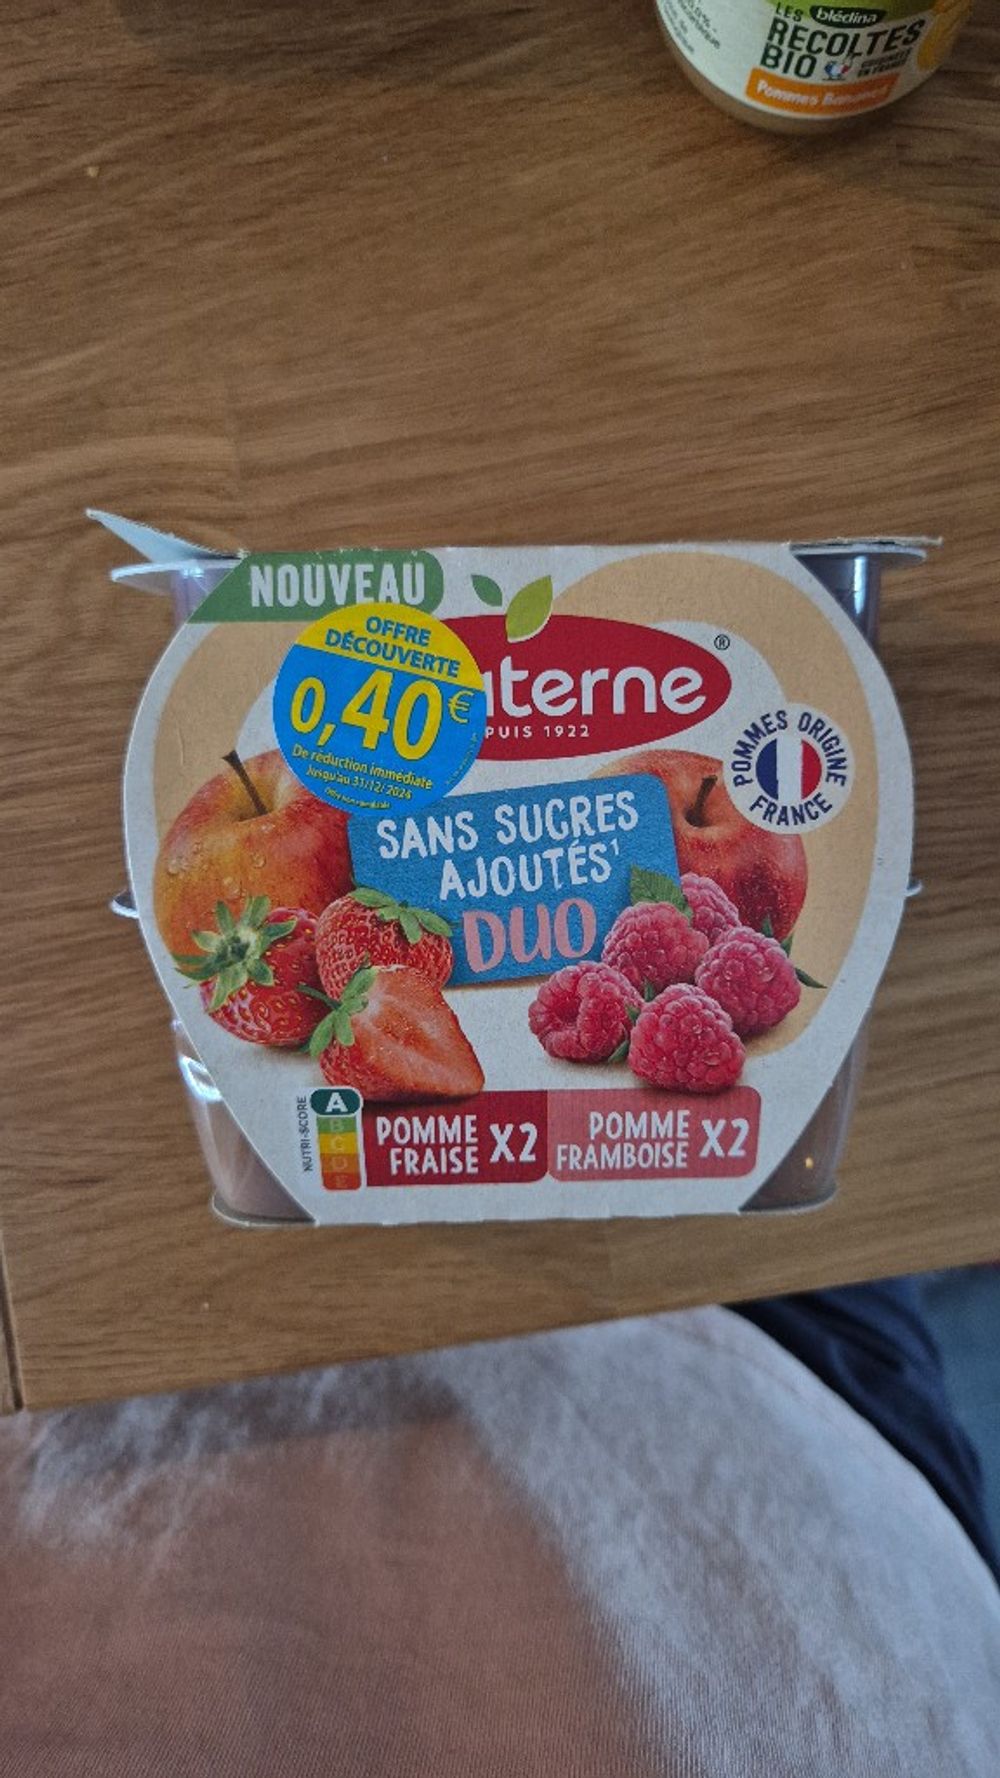 blédina
LES
RECOLTES
BIO
Pommes Bananes
NOUVEAU
OFFRE
DÉCOUVERTE
0,40€
De réduction immédiate
Jusqu'au 31/12/2024
terne
®
PUIS 1922
POMMES ORIGINE
FRANCE
SANS SUCRES
AJOUTÉS¹
DUO
NUTRI-SCORE
A
B
C
D
E
POMME
FRAISE X2
POMME
FRAMBOISE X2